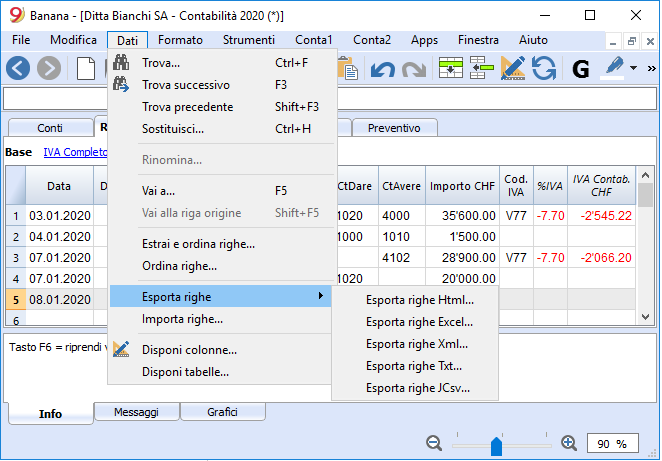 Banana - [Ditta Bianchi SA - Contabilità 2020 (*)]
File Modifica Dati Formato Strumenti Conta1 Conta2 Apps Finestra Aiuto
G
Conti R Preventivo
Base IVA Completo
Data D CtDare CtAvere Importo CHF Cod. IVA %IVA IVA Contab. CHF
1 03.01.2020 1020 4000 35'600.00 V77 -7.70 -2'545.22
2 04.01.2020 1000 1010 1'500.00
3 07.01.2020 4102 28'900.00 V77 -7.70 -2'066.20
4 07.01.2020 1020 20'000.00
5 08.01.2020
6
Trova... Ctrl+F
Trova successivo F3
Trova precedente Shift+F3
Sostituisci... Ctrl+H
Rinomina...
Vai a... F5
Vai alla riga origine Shift+F5
Estrai e ordina righe...
Ordina righe...
Esporta righe
Importa righe...
Disponi colonne...
Disponi tabelle...
Esporta righe Html...
Esporta righe Excel...
Esporta righe Xml...
Esporta righe Txt...
Esporta righe JCsv...
Tasto F6 = riprendi v
Info Messaggi Grafici
90 %